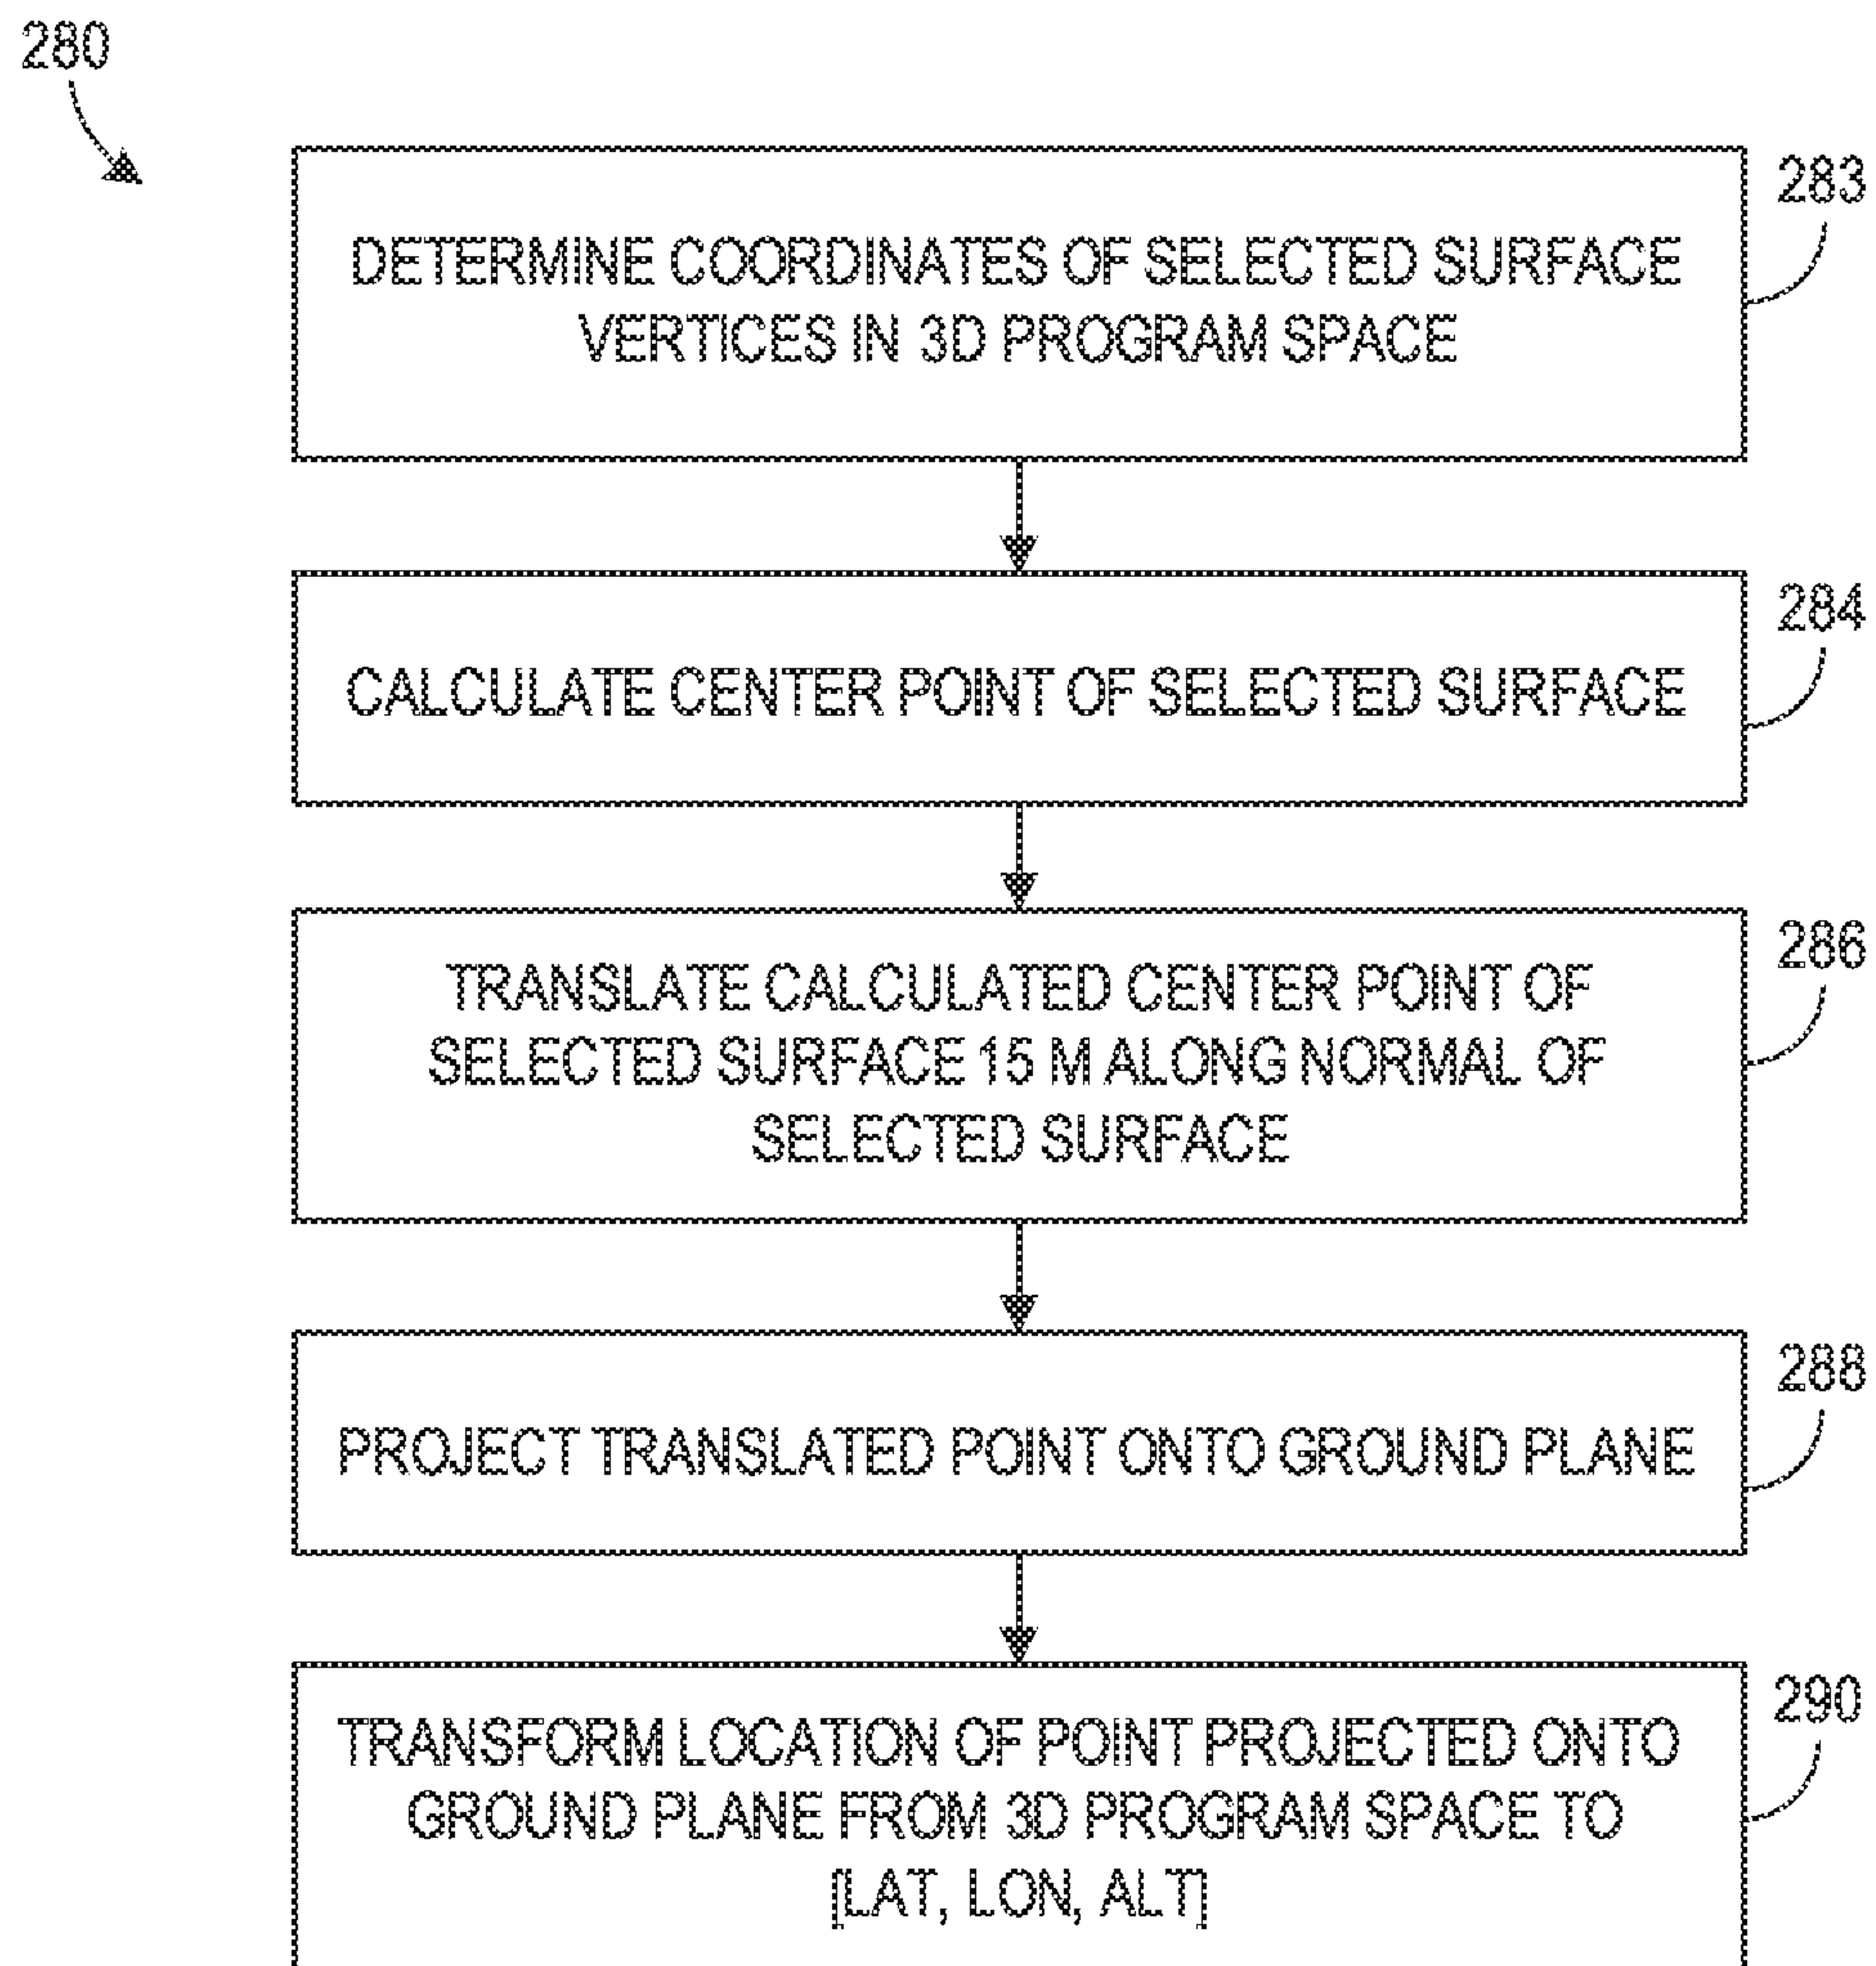 280
283
DETERMINE COORDINATES OF SELECTED SURFACE
VERTICES IN 3D PROGRAM SPACE
284
CALCULATE CENTER POINT OF SELECTED SURFACE
286
TRANSLATE CALCULATED CENTER POINT OF
SELECTED SURFACE 15 M ALONG NORMAL OF
SELECTED SURFACE
288
PROJECT TRANSLATED POINT ONTO GROUND PLANE
290
TRANSFORM LOCATION OF POINT PROJECTED ONTO
GROUND PLANE FROM 3D PROGRAM SPACE TO
[LAT, LON, ALT]